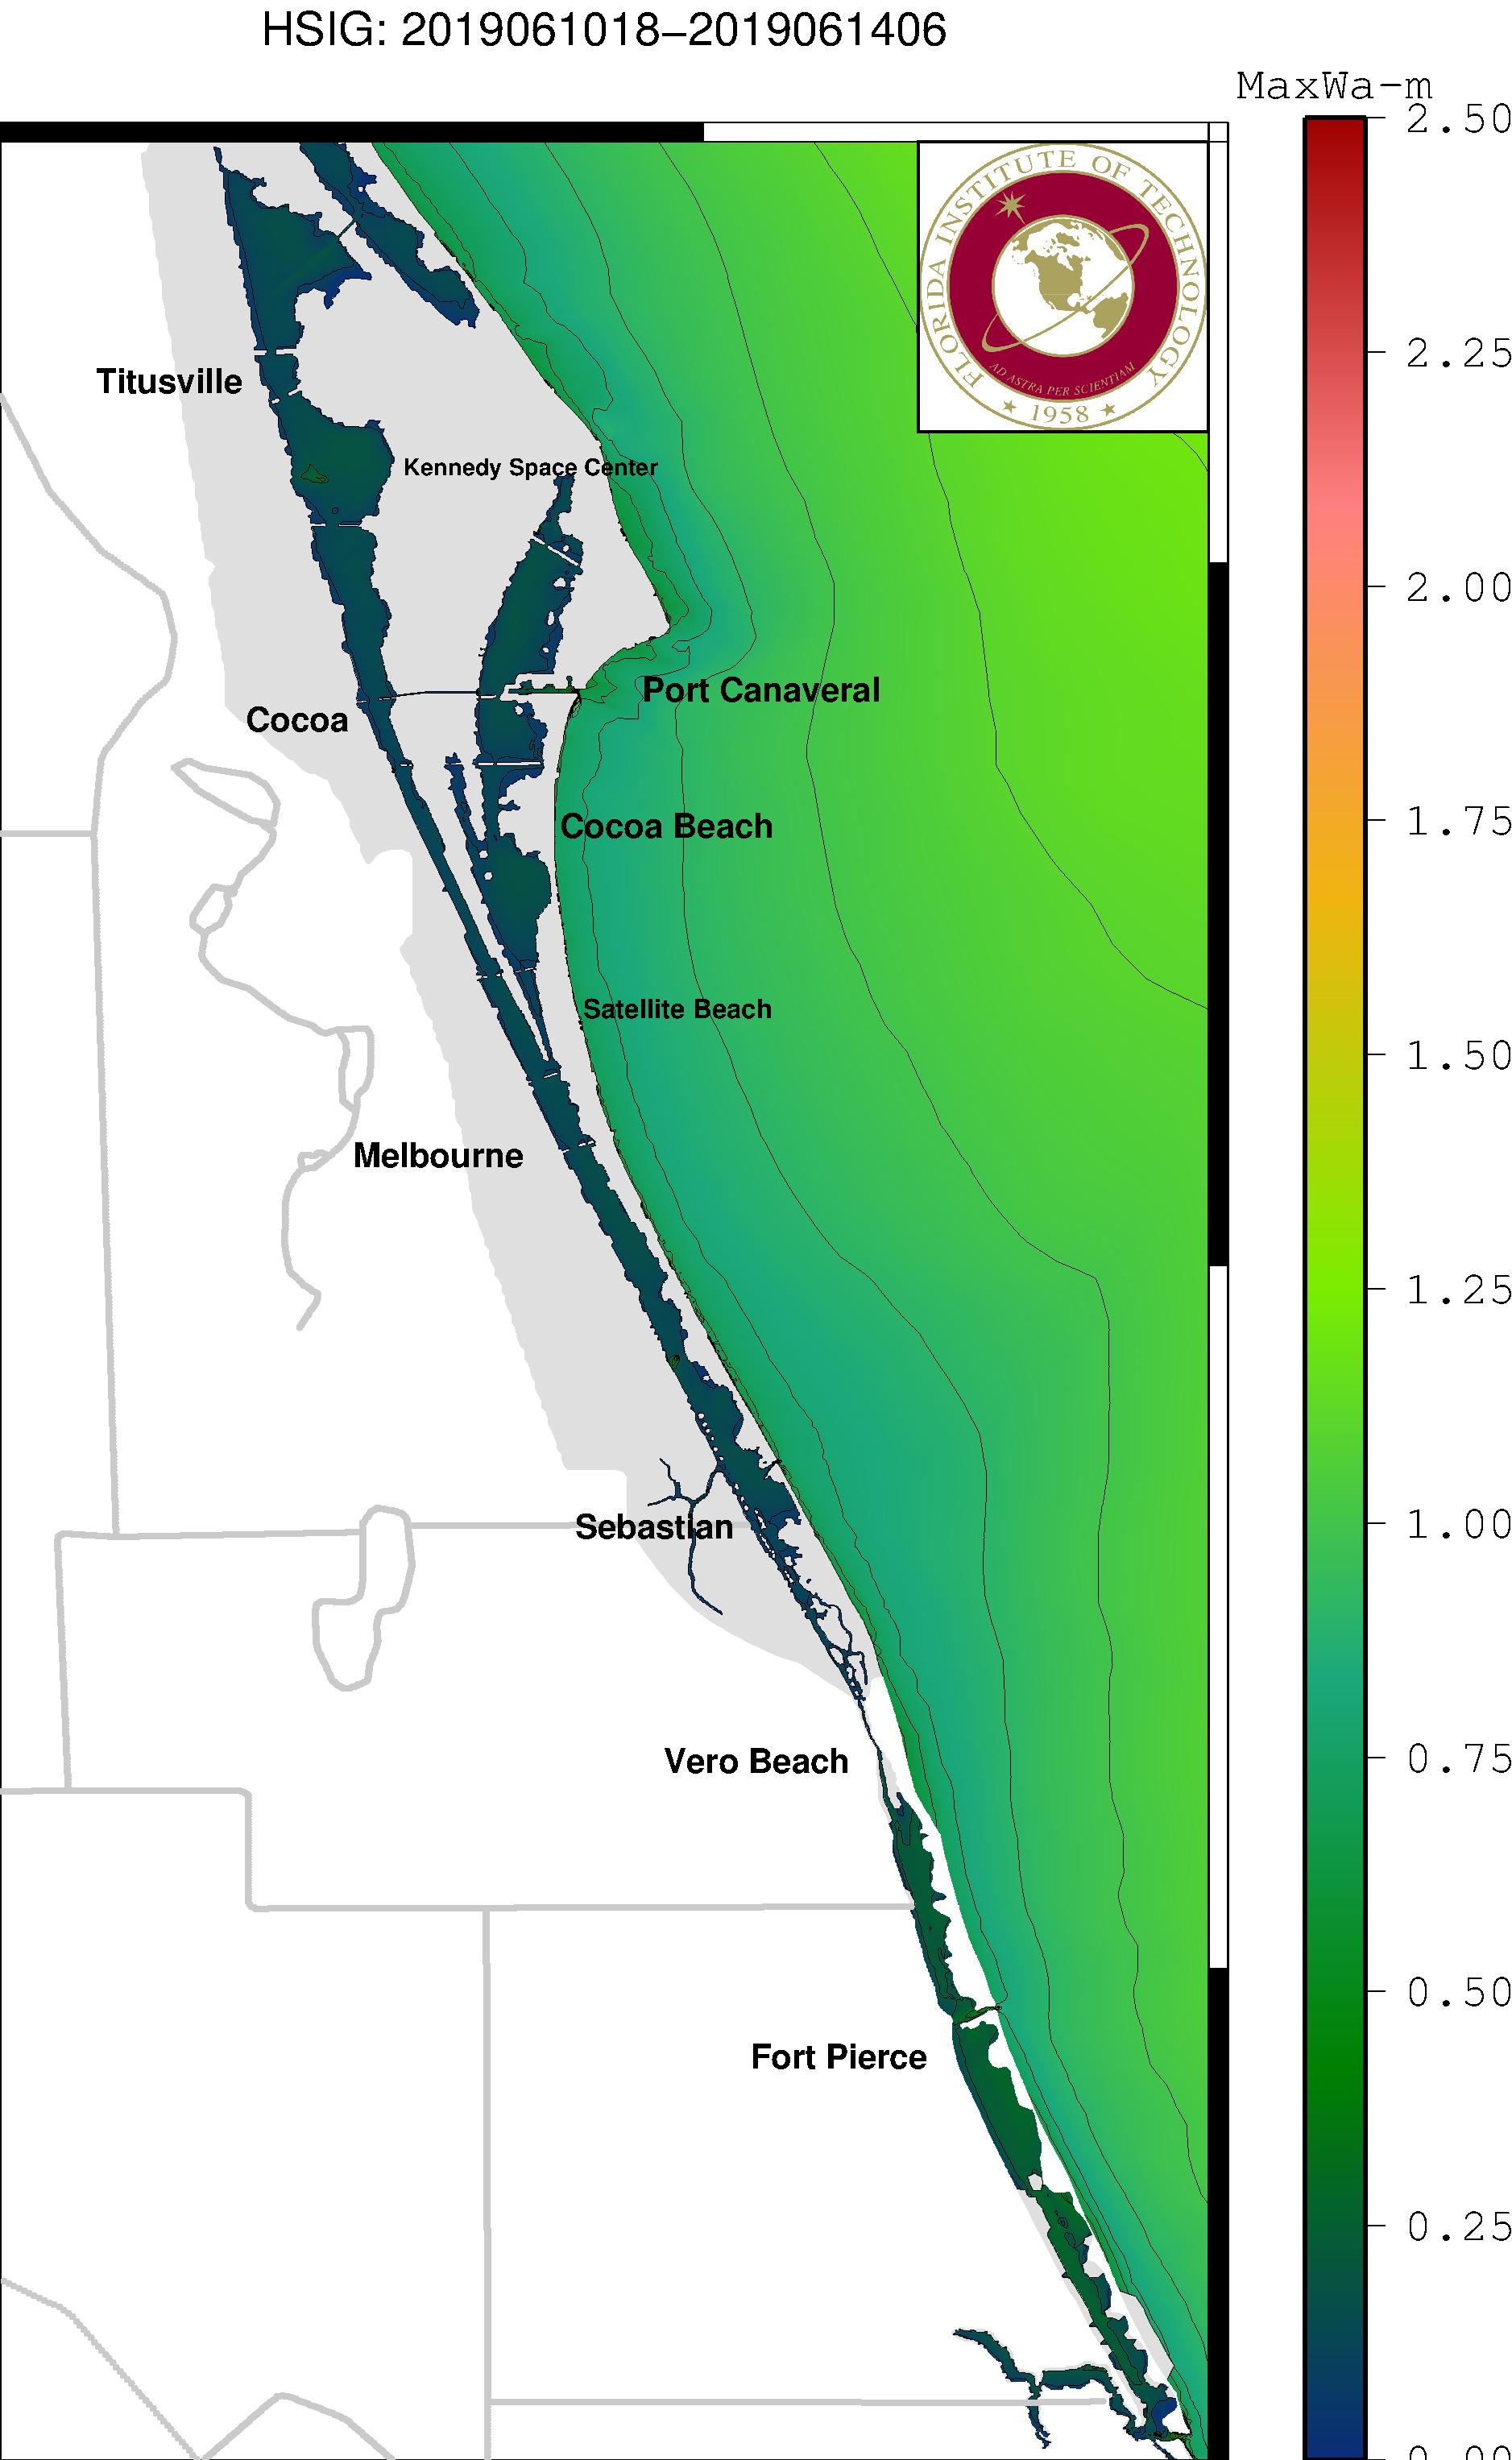 HSIG: 2019061018–2019061406
MaxWa-m
2.50
FLORIDA INSTITUTE OF TECHNOLOGY
AD ASTRA PER SCIENTIAM
1958
2.25
Titusville
Kennedy Space Center
2.00
Port Canaveral
Cocoa
1.75
Cocoa Beach
Satellite Beach
1.50
Melbourne
1.25
1.00
Sebastian
0.75
Vero Beach
0.50
Fort Pierce
0.25
0.00